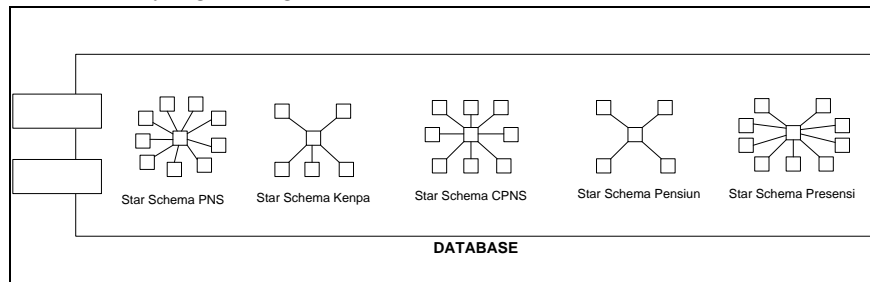 Star Schema PNS
Star Schema Kenpa
Star Schema CPNS
Star Schema Pensiun
Star Schema Presensi
DATABASE